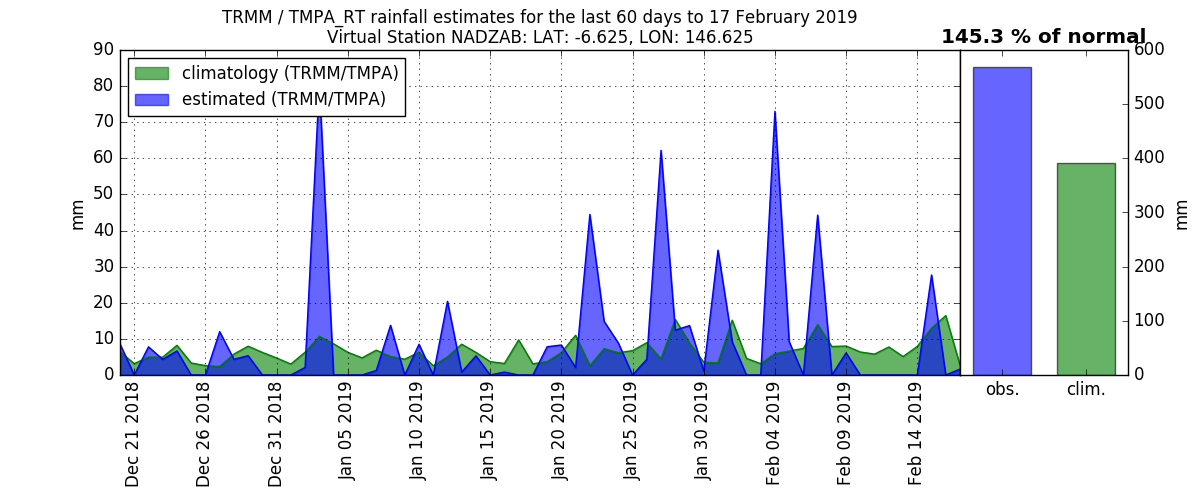 TRMM / TMPA_RT rainfall estimates for the last 60 days to 17 February 2019
Virtual Station NADZAB: LAT: -6.625, LON: 146.625
145.3 % of normal
climatology (TRMM/TMPA)
estimated (TRMM/TMPA)
90
80
70
60
50
40
30
20
10
0
mm
Dec 21 2018
Dec 26 2018
Dec 31 2018
Jan 05 2019
Jan 10 2019
Jan 15 2019
Jan 20 2019
Jan 25 2019
Jan 30 2019
Feb 04 2019
Feb 09 2019
Feb 14 2019
600
500
400
300
200
100
0
mm
obs.
clim.